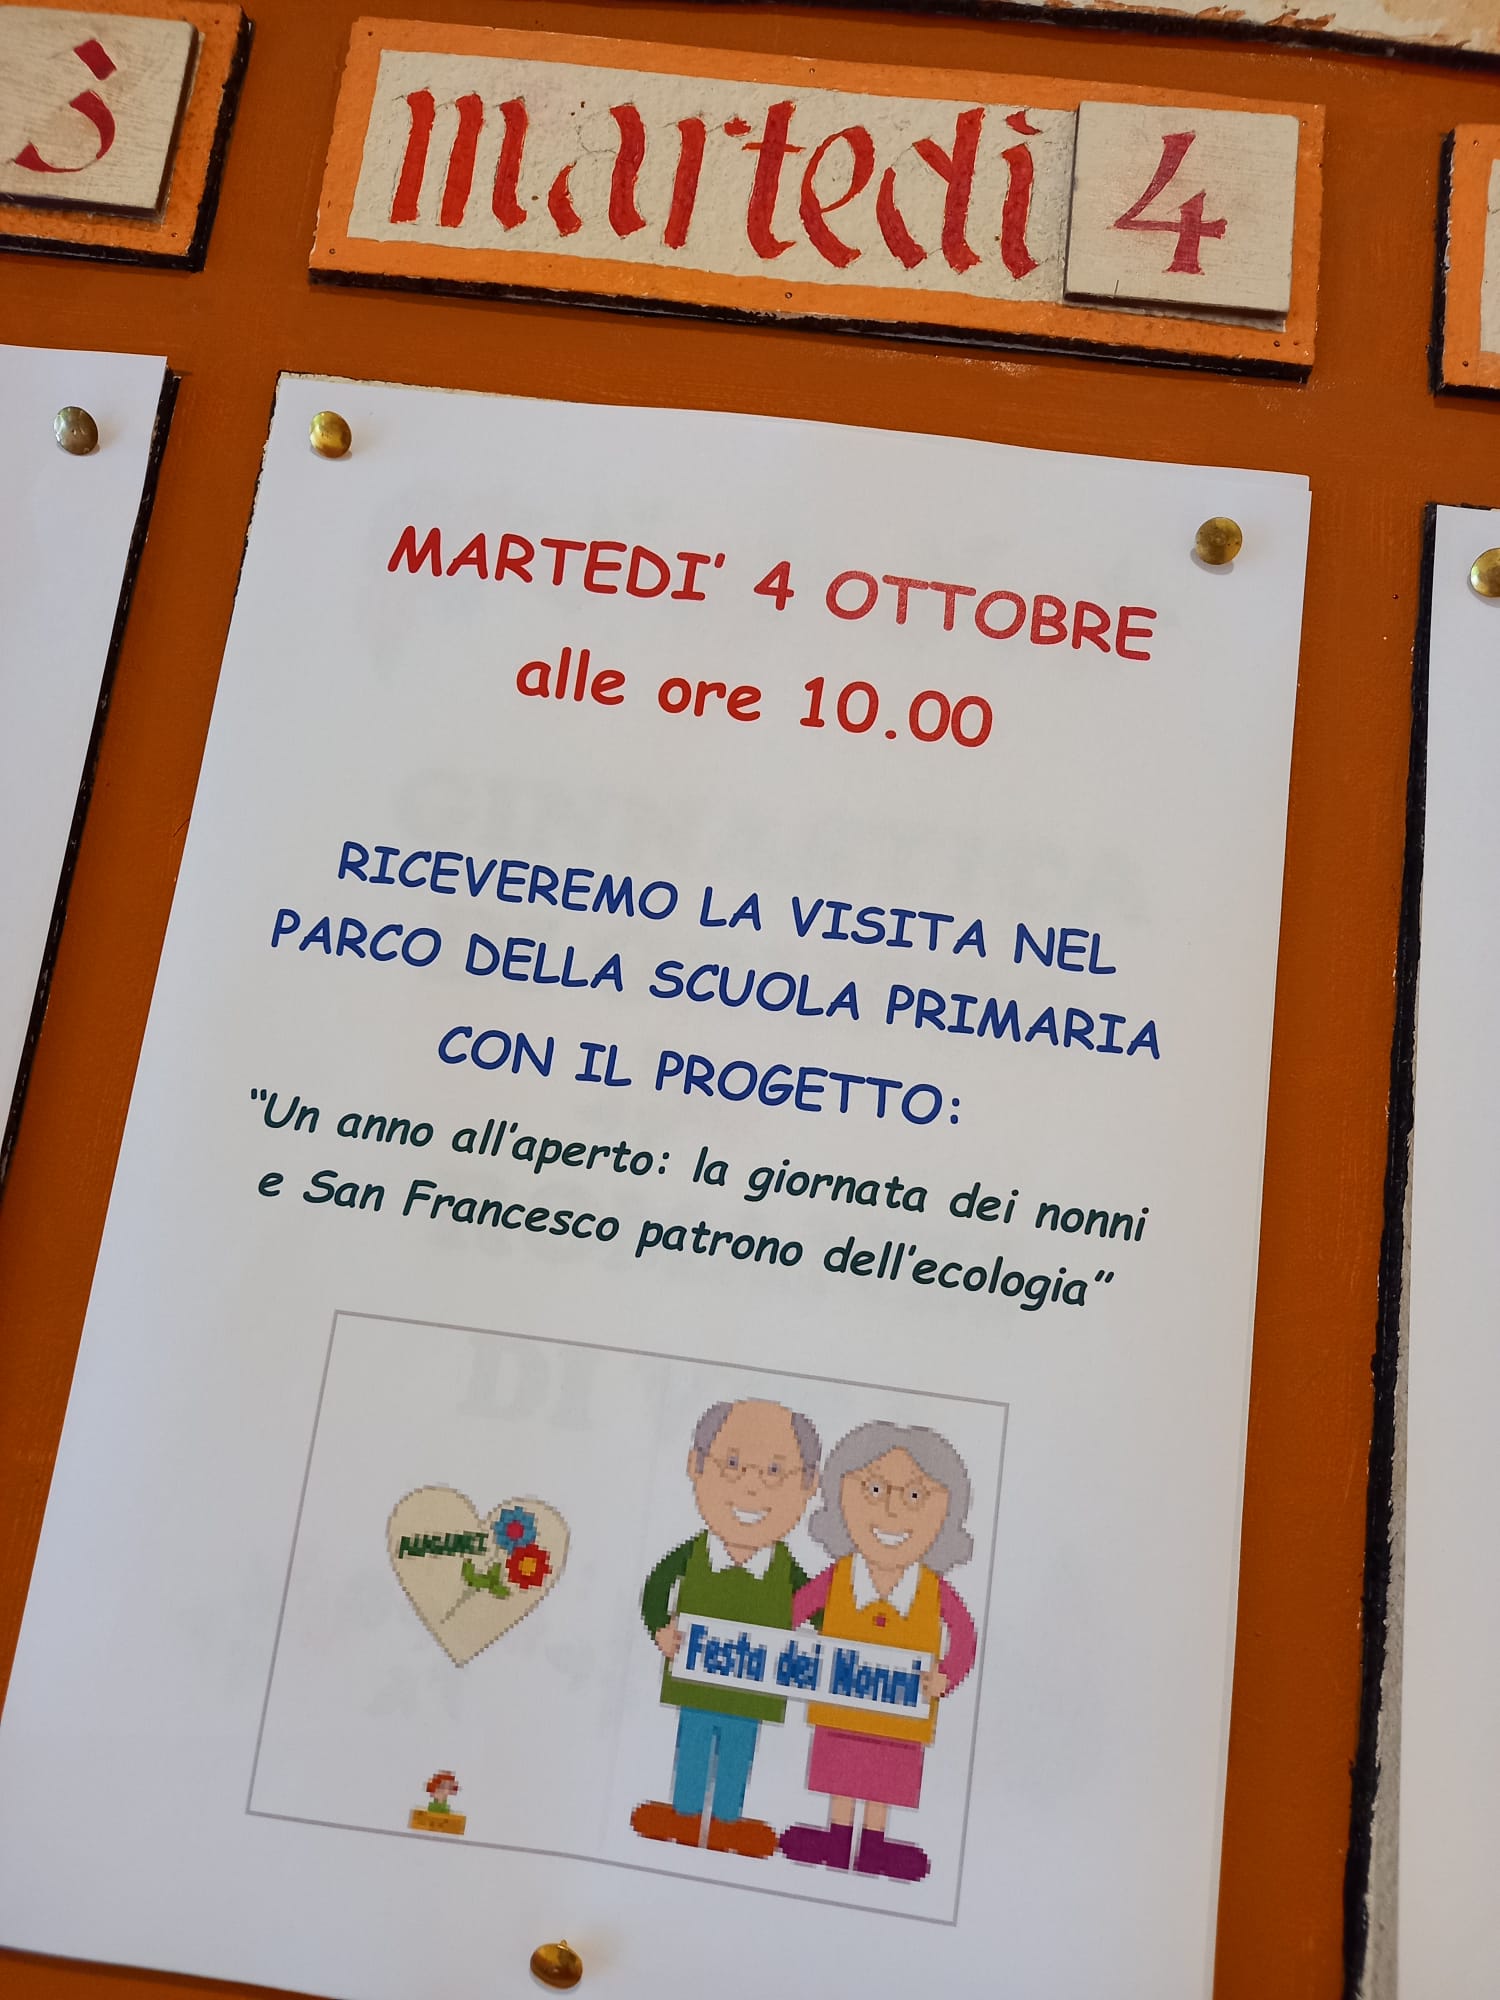 martedì 4
MARTEDI' 4 OTTOBRE
alle ore 10.00
RICEVEREMO LA VISITA NEL
PARCO DELLA SCUOLA PRIMARIA
CON IL PROGETTO:
"Un anno all'aperto: la giornata dei nonni
e San Francesco patrono dell'ecologia"
AUGURI
Festa dei Nonni